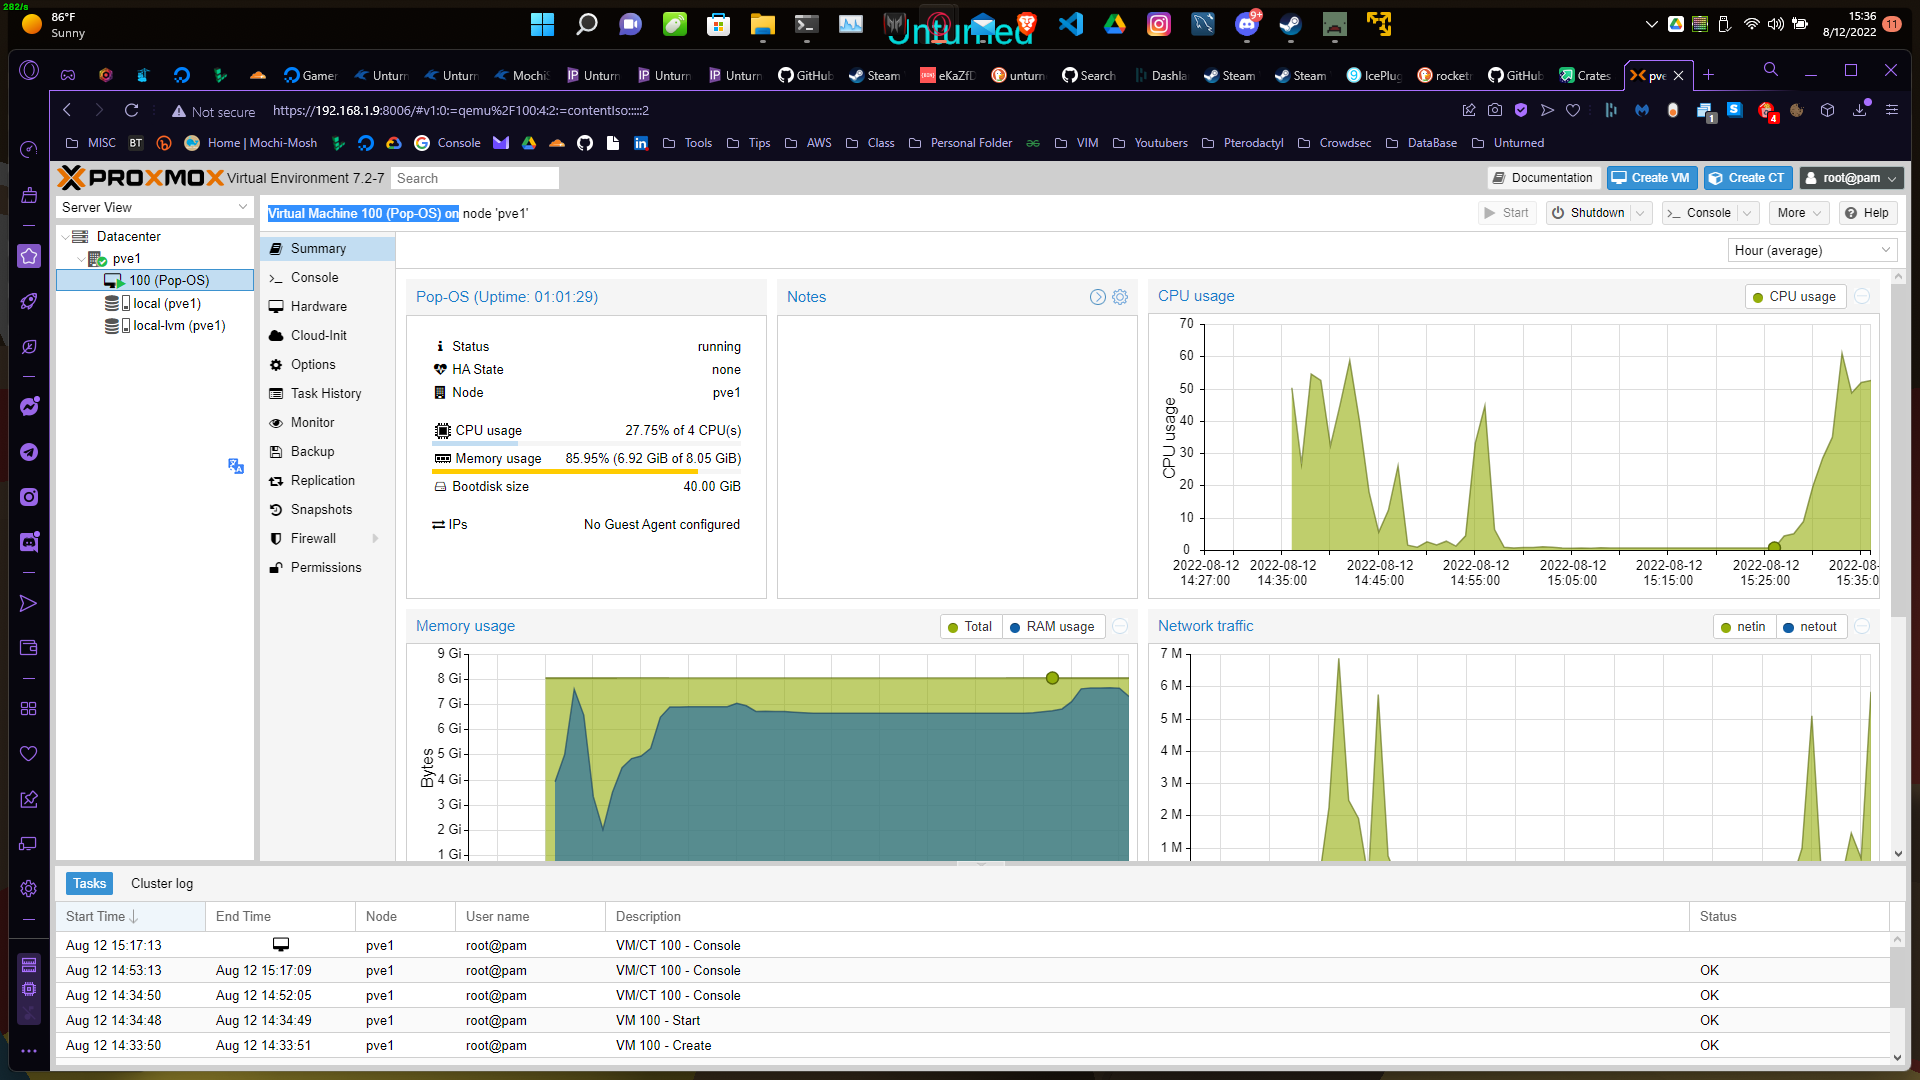 282/s
86°F
Sunny
Unturned
9+
15:36
8/12/2022
11
Gamer
Unturn
Unturn
MochiS
Unturn
Unturn
Unturn
GitHub
Steam
eKaZfD
unturne
Search
Dashla
Steam
Steam
IcePlug
rocketm
GitHub
Crates
pve
Not secure
https://192.168.1.9:8006/#v1:0:=qemu%2F100:4:2:=contentIso:::::2
1
4
MISC
BT
Home | Mochi-Mosh
Console
Tools
Tips
AWS
Class
Personal Folder
VIM
Youtubers
Pterodactyl
Crowdsec
DataBase
Unturned
PROXMOX
Virtual Environment 7.2-7
Search
Documentation
Create VM
Create CT
root@pam
Server View
Virtual Machine 100 (Pop-OS) on node 'pve1'
Start
Shutdown
Console
More
Help
Datacenter
pve1
100 (Pop-OS)
local (pve1)
local-lvm (pve1)
Summary
Console
Hardware
Cloud-Init
Options
Task History
Monitor
Backup
Replication
Snapshots
Firewall
Permissions
Hour (average)
Pop-OS (Uptime: 01:01:29)
Status running
HA State none
Node pve1
CPU usage 27.75% of 4 CPU(s)
Memory usage 85.95% (6.92 GiB of 8.05 GiB)
Bootdisk size 40.00 GiB
IPs No Guest Agent configured
Notes
CPU usage
CPU usage
70
60
50
40
30
20
10
0
CPU usage
2022-08-12 14:27:00
2022-08-12 14:35:00
2022-08-12 14:45:00
2022-08-12 14:55:00
2022-08-12 15:05:00
2022-08-12 15:15:00
2022-08-12 15:25:00
2022-08- 15:35:0
Memory usage
Total
RAM usage
9 Gi
8 Gi
7 Gi
6 Gi
5 Gi
4 Gi
3 Gi
2 Gi
1 Gi
Bytes
Network traffic
netin
netout
7 M
6 M
5 M
4 M
3 M
2 M
1 M
Tasks
Cluster log
Start Time End Time Node User name Description Status
Aug 12 15:17:13 pve1 root@pam VM/CT 100 - Console
Aug 12 14:53:13 Aug 12 15:17:09 pve1 root@pam VM/CT 100 - Console OK
Aug 12 14:34:50 Aug 12 14:52:05 pve1 root@pam VM/CT 100 - Console OK
Aug 12 14:34:48 Aug 12 14:34:49 pve1 root@pam VM 100 - Start OK
Aug 12 14:33:50 Aug 12 14:33:51 pve1 root@pam VM 100 - Create OK